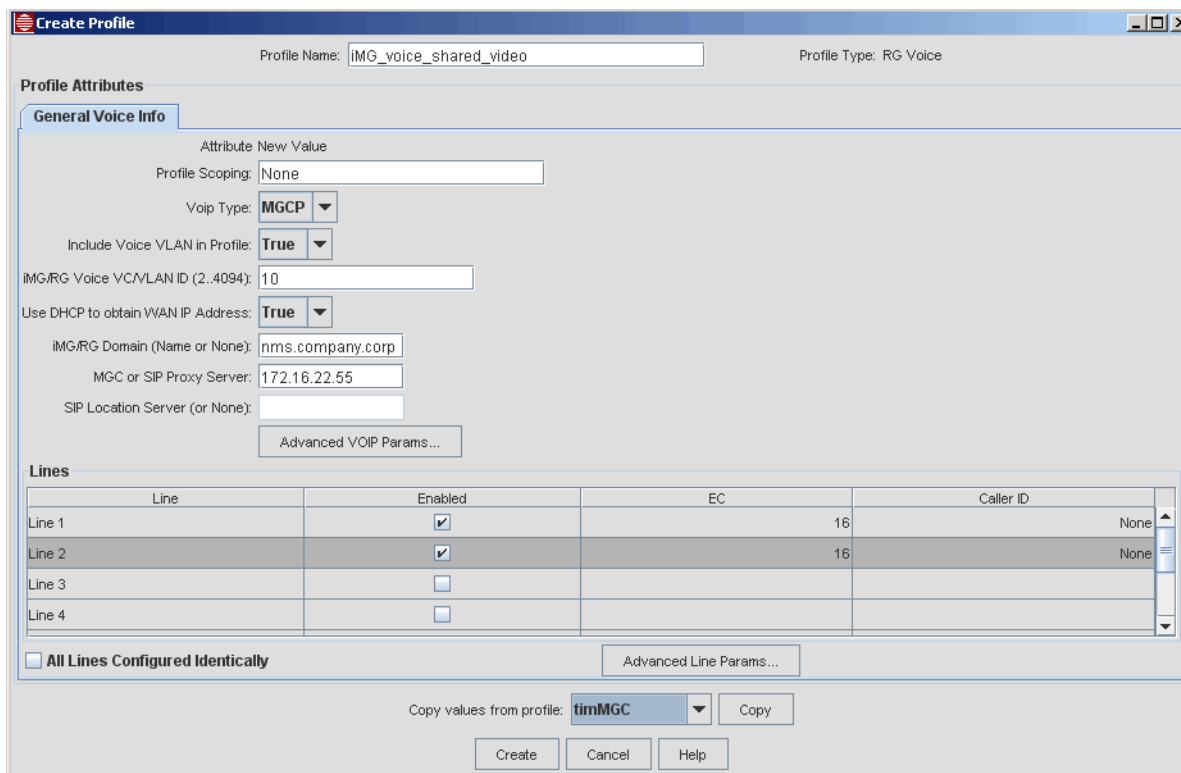 Create Profile
Profile Name: iMG_voice_shared_video Profile Type: RG Voice
Profile Attributes
General Voice Info
Attribute New Value
Profile Scoping: None
Voip Type: MGCP
Include Voice VLAN in Profile: True
iMG/RG Voice VC/VLAN ID (2..4094): 10
Use DHCP to obtain WAN IP Address: True
iMG/RG Domain (Name or None): nms.company.corp
MGC or SIP Proxy Server: 172.16.22.55
SIP Location Server (or None):
Advanced VOIP Params...
Lines
Line Enabled EC Caller ID
Line 1 16 None
Line 2 16 None
Line 3
Line 4
All Lines Configured Identically Advanced Line Params...
Copy values from profile: timMGC Copy
Create Cancel Help